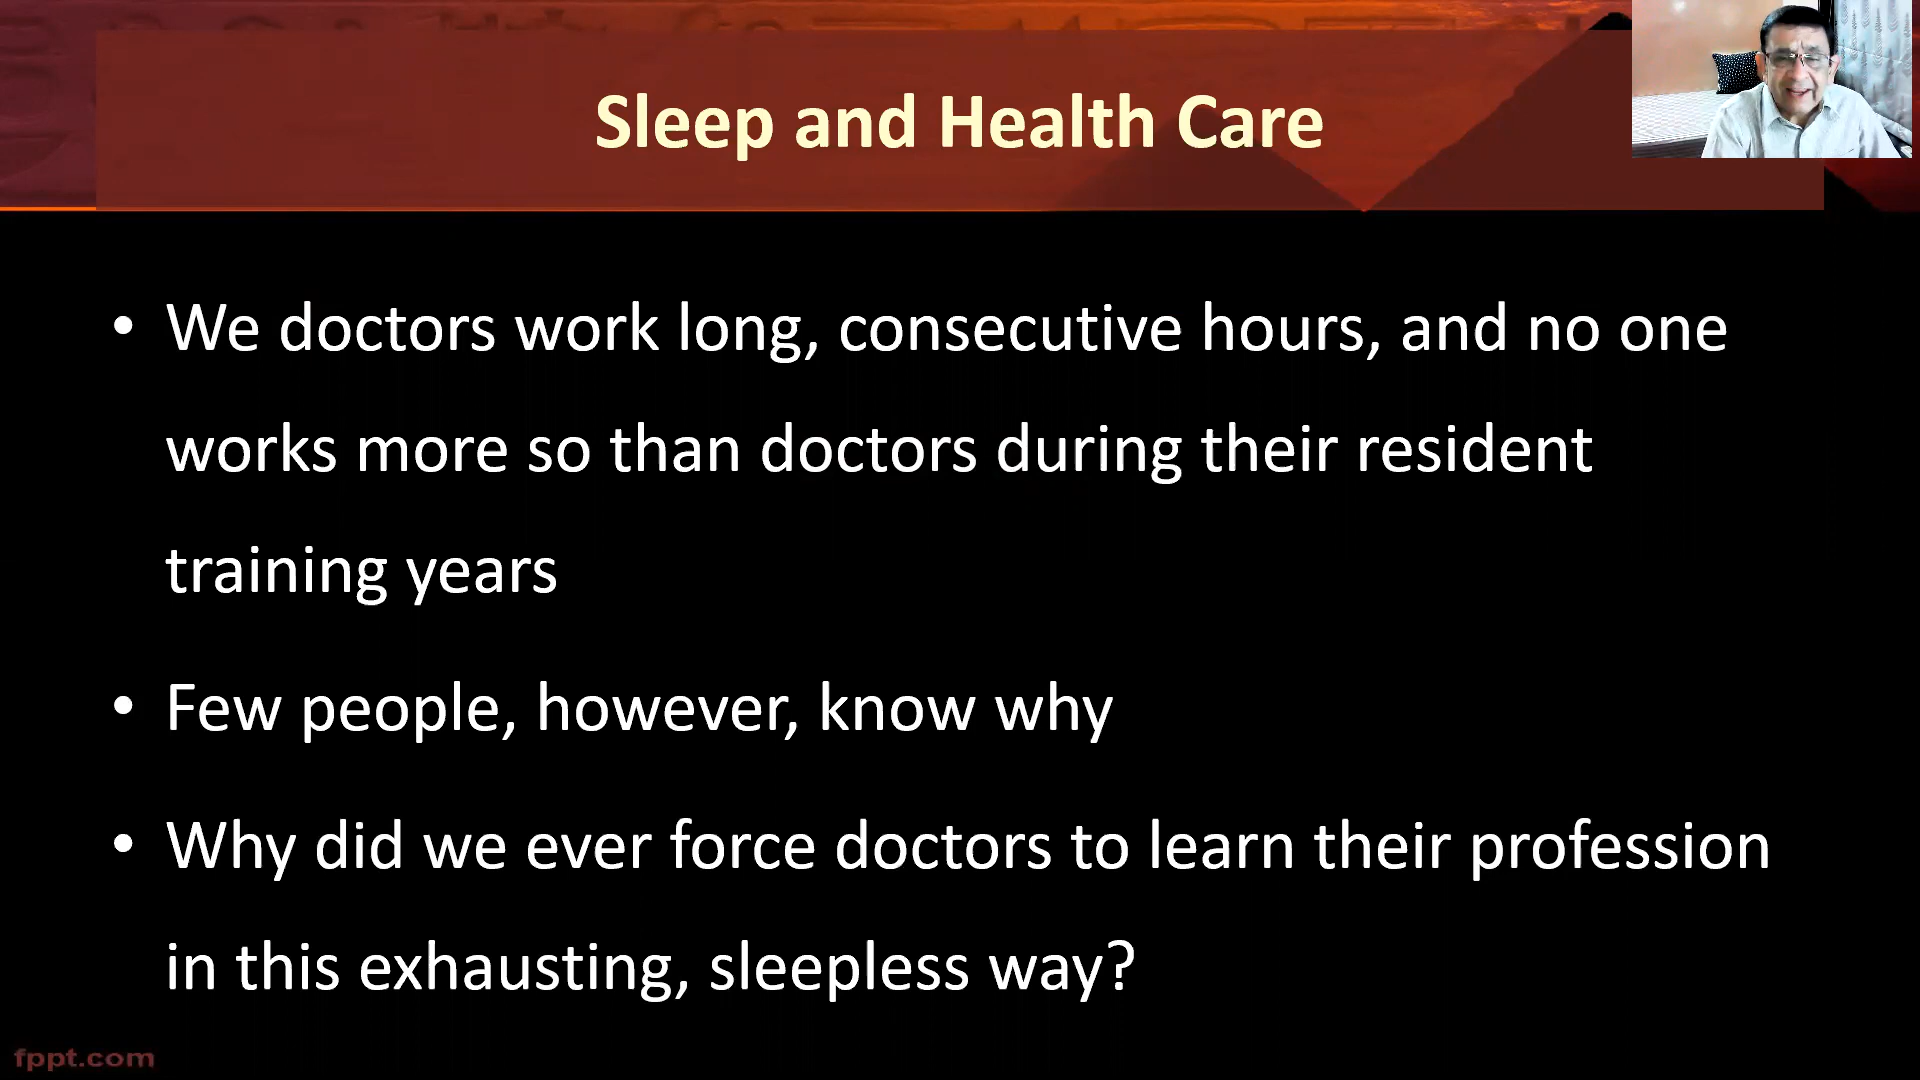 Sleep and Health Care
• We doctors work long, consecutive hours, and no one
works more so than doctors during their resident
training years
• Few people, however, know why
• Why did we ever force doctors to learn their profession
in this exhausting, sleepless way?
fppt.com